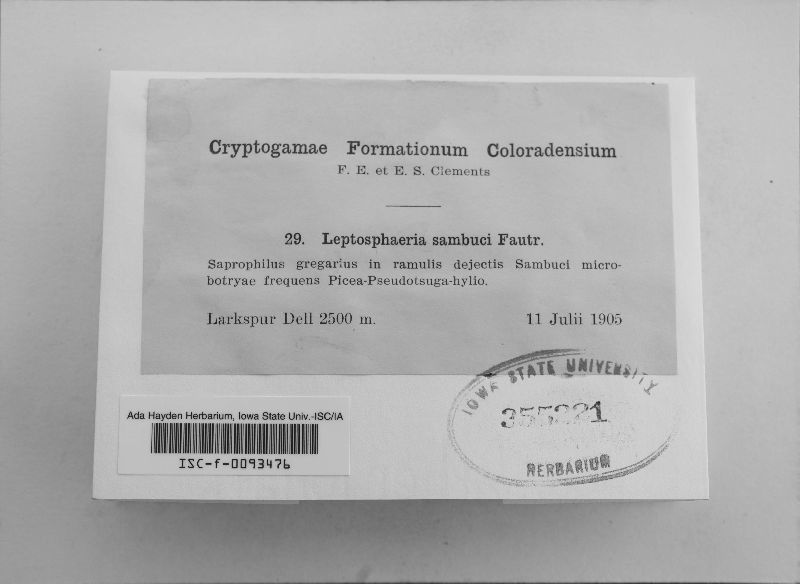 Cryptogamae Formationum Coloradensium
F. E. et E. S. Clements
29. Leptosphaeria sambuci Fautr.
Saprophilus gregarius in ramulis dejectis Sambuci micro-
botryae frequens Picea-Pseudotsuga-hylio.
Larkspur Dell 2500 m. 11 Julii 1905
IOWA STATE UNIVERSITY
355221
HERBARIUM
Ada Hayden Herbarium, Iowa State Univ.-ISC/IA
ISC-f-0093476